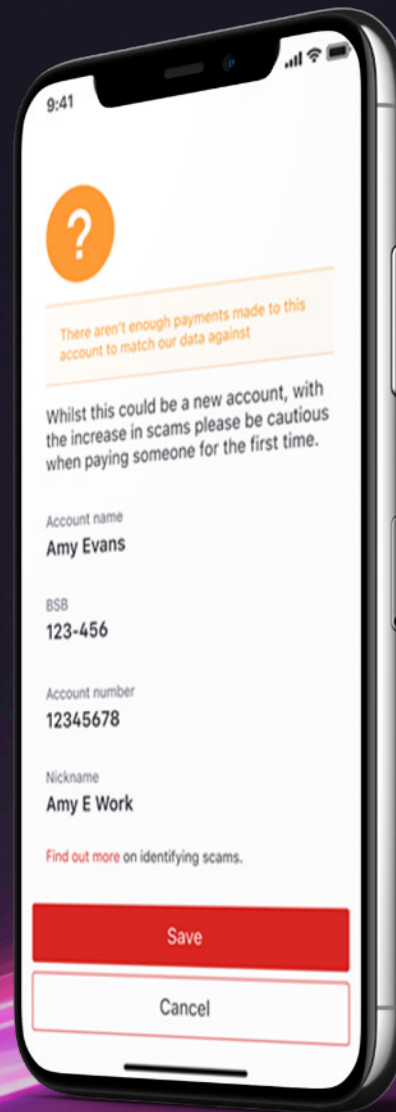 9:41
?
There aren't enough payments made to this
account to match our data against
Whilst this could be a new account, with
the increase in scams please be cautious
when paying someone for the first time.
Account name
Amy Evans
BSB
123-456
Account number
12345678
Nickname
Amy E Work
Find out more on identifying scams.
Save
Cancel